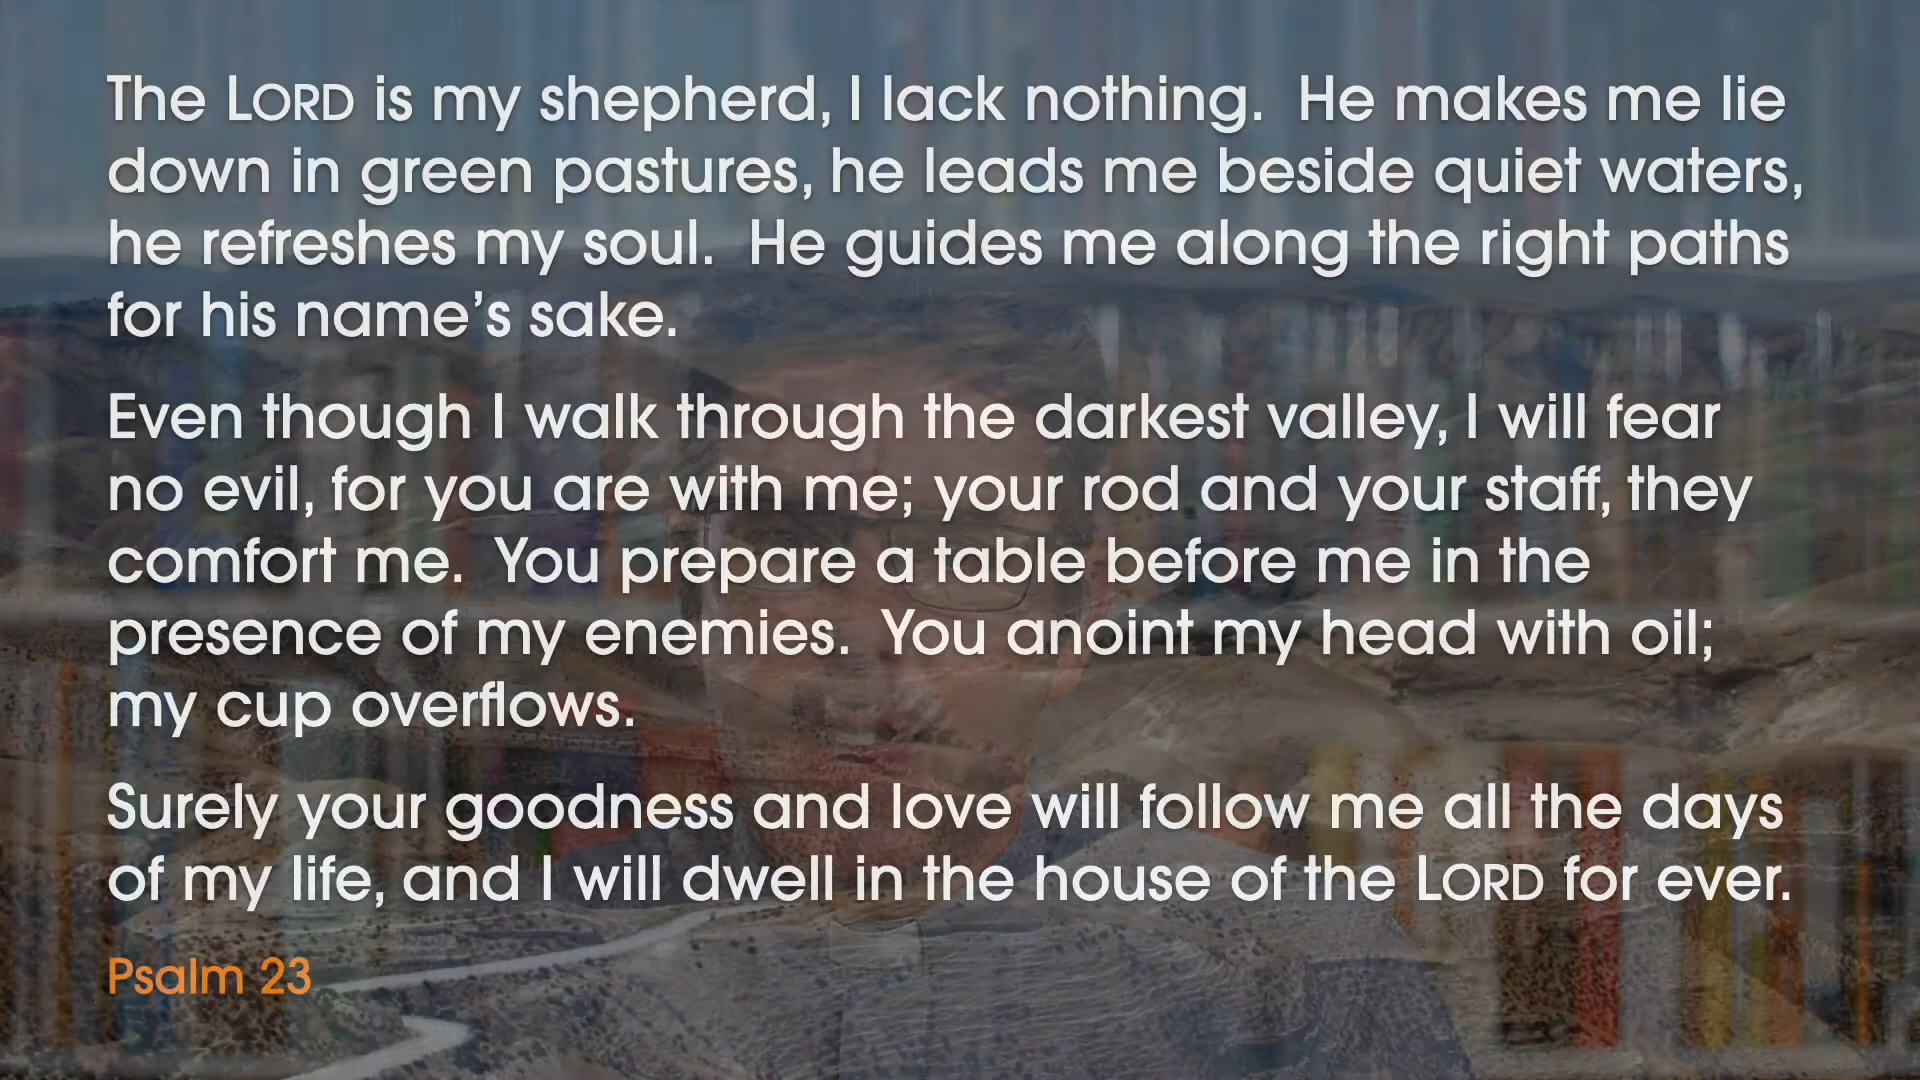 The LORD is my shepherd, I lack nothing. He makes me lie
down in green pastures, he leads me beside quiet waters,
he refreshes my soul. He guides me along the right paths
for his name’s sake.
Even though I walk through the darkest valley, I will fear
no evil, for you are with me; your rod and your staff, they
comfort me. You prepare a table before me in the
presence of my enemies. You anoint my head with oil;
my cup overflows.
Surely your goodness and love will follow me all the days
of my life, and I will dwell in the house of the LORD for ever.
Psalm 23